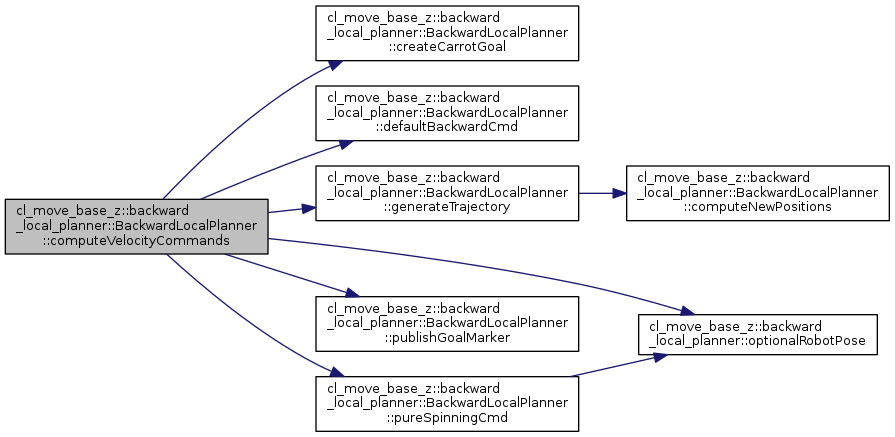 cl_move_base_z::backward
_local_planner::BackwardLocalPlanner
::computeVelocityCommands
cl_move_base_z::backward
_local_planner::BackwardLocalPlanner
::createCarrotGoal
cl_move_base_z::backward
_local_planner::BackwardLocalPlanner
::defaultBackwardCmd
cl_move_base_z::backward
_local_planner::BackwardLocalPlanner
::generateTrajectory
cl_move_base_z::backward
_local_planner::BackwardLocalPlanner
::computeNewPositions
cl_move_base_z::backward
_local_planner::BackwardLocalPlanner
::publishGoalMarker
cl_move_base_z::backward
_local_planner::optionalRobotPose
cl_move_base_z::backward
_local_planner::BackwardLocalPlanner
::pureSpinningCmd